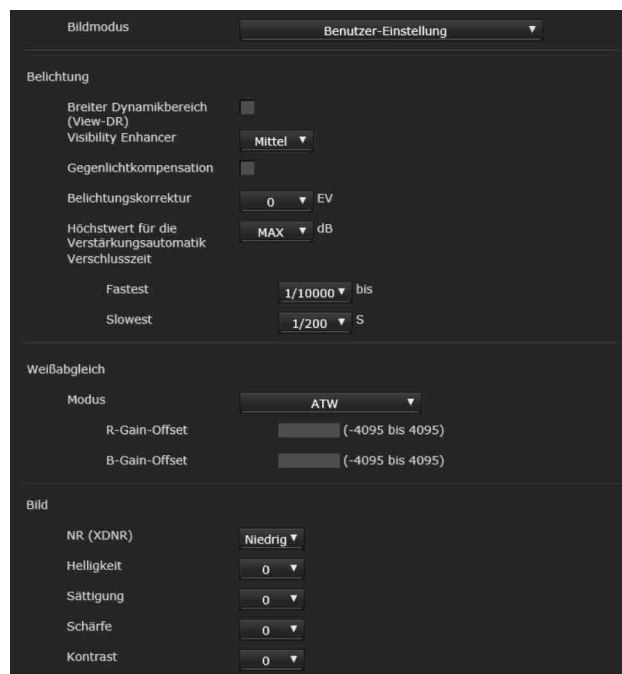 Bildmodus Benutzer-Einstellung
Belichtung
Breiter Dynamikbereich
(View-DR)
Visibility Enhancer Mittel
Gegenlichtkompensation
Belichtungskorrektur 0 EV
Höchstwert für die
Verstärkungsautomatik MAX dB
Verschlusszeit
Fastest 1/10000 bis
Slowest 1/200 S
Weißabgleich
Modus ATW
R-Gain-Offset (-4095 bis 4095)
B-Gain-Offset (-4095 bis 4095)
Bild
NR (XDNR) Niedrig
Helligkeit 0
Sättigung 0
Schärfe 0
Kontrast 0